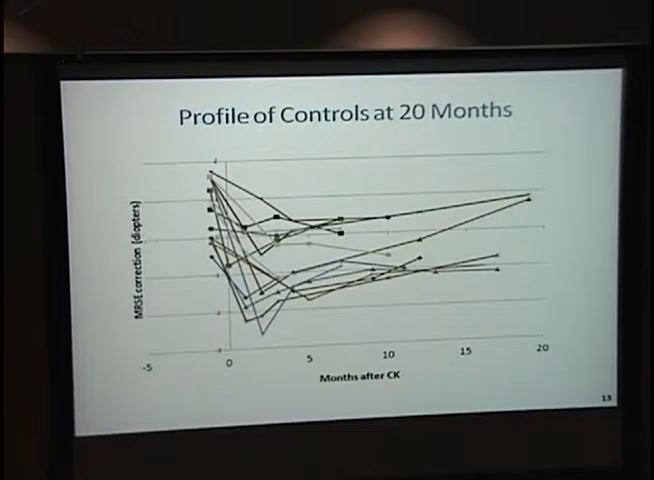 Profile of Controls at 20 Months
MRSE correction (diopters)
2
-5
0
5
10
15
20
Months after CK
13